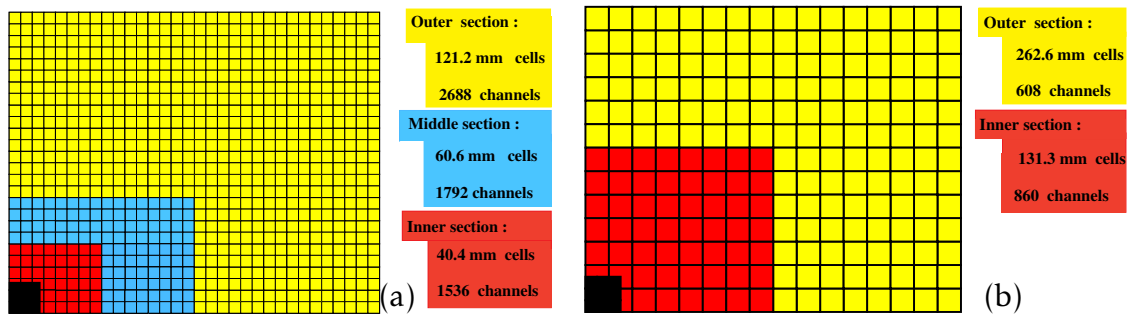 Outer section :
121.2 mm cells
2688 channels
Middle section :
60.6 mm cells
1792 channels
Inner section :
40.4 mm cells
1536 channels
(a)
Outer section :
262.6 mm cells
608 channels
Inner section :
131.3 mm cells
860 channels
(b)